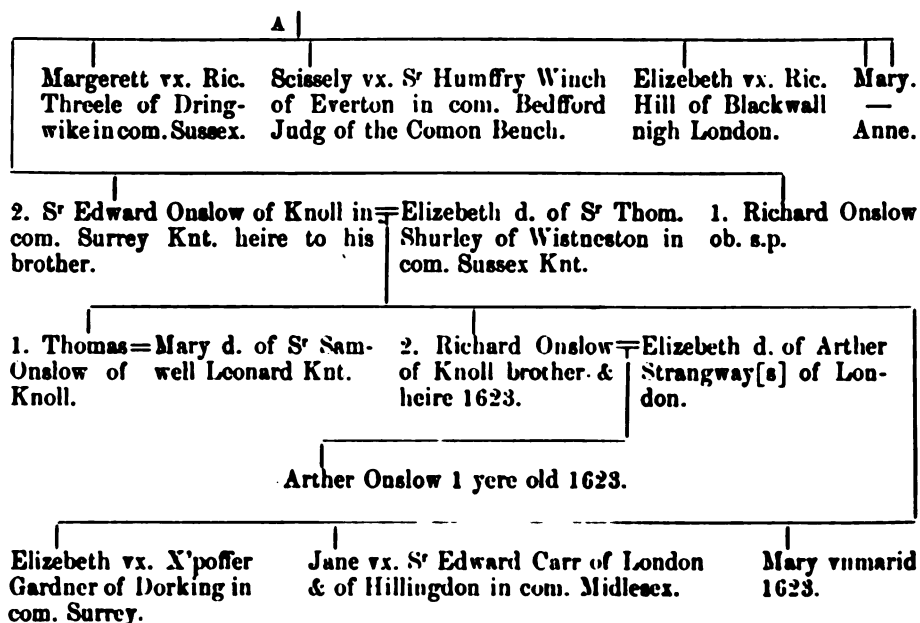 A
Margerett vx. Ric.
Threele of Dring-
wike in com. Sussex.
Scissely vx. Sr Humffry Winch
of Everton in com. Bedfford
Judg of the Comon Bench.
Elizebeth vx. Ric.
Hill of Blackwall
nigh London.
Mary.
—
Anne.
2. Sr Edward Onslow of Knoll in
com. Surrey Knt. heire to his
brother.
=Elizebeth d. of Sr Thom.
Shurley of Wistneston in
com. Sussex Knt.
1. Richard Onslow
ob. s.p.
1. Thomas
Onslow of
Knoll.
=Mary d. of Sr Sam-
well Leonard Knt.
2. Richard Onslow
of Knoll brother & 
heire 1623.
=Elizebeth d. of Arther
Strangway[s] of Lon-
don.
Arther Onslow 1 yere old 1623.
Elizebeth vx. X'poffer
Gardner of Dorking in
com. Surrey.
Jane vx. Sr Edward Carr of London
& of Hillingdon in com. Midlesex.
Mary vnmarid
1623.